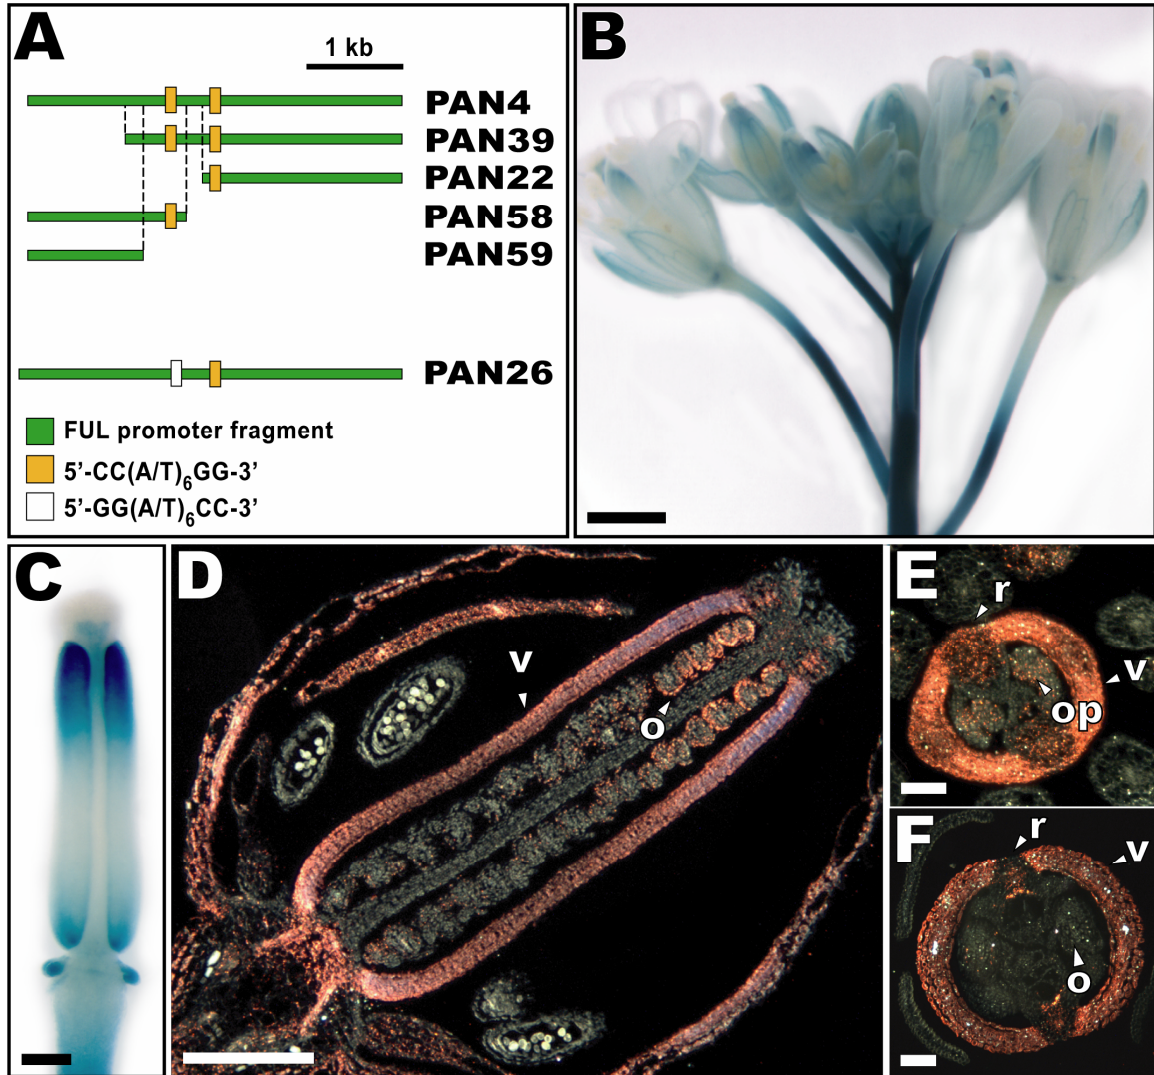 A
1 kb
PAN4
PAN39
PAN22
PAN58
PAN59
PAN26
FUL promoter fragment
5’-CC(A/T)6GG-3’
5’-GG(A/T)6CC-3’
B
C
D
v
o
E
r
v
op
F
r
v
o